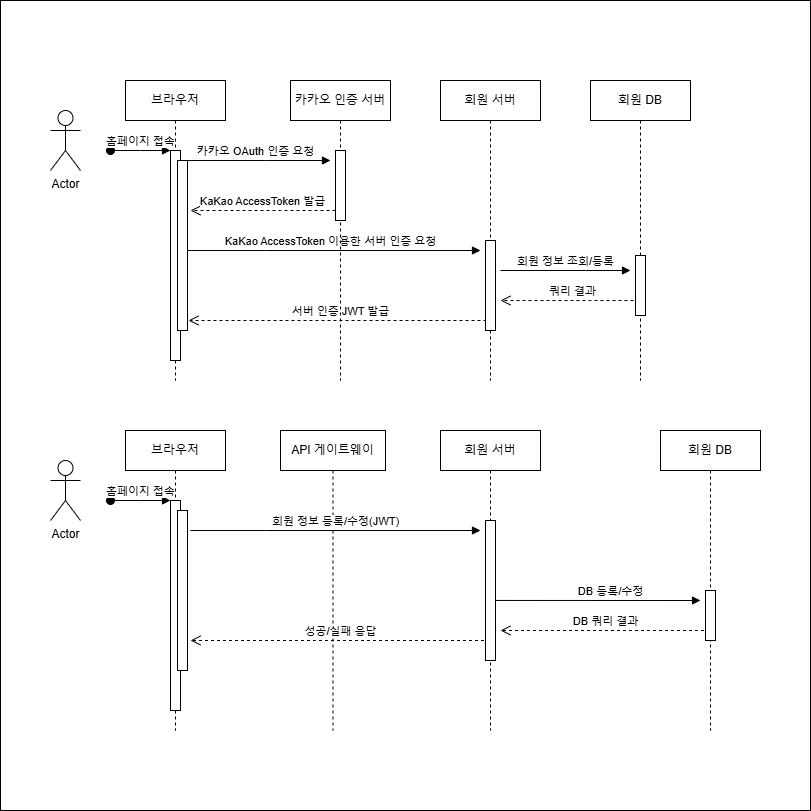 브라우저
카카오 인증 서버
회원 서버
회원 DB
홈페이지 접속
카카오 OAuth 인증 요청
Actor
KaKao AccessToken 발급
KaKao AccessToken 이용한 서버 인증 요청
회원 정보 조회/등록
쿼리 결과
서버 인증 JWT 발급
브라우저
API 게이트웨이
회원 서버
회원 DB
홈페이지 접속
회원 정보 등록/수정(JWT)
Actor
DB 등록/수정
DB 쿼리 결과
성공/실패 응답